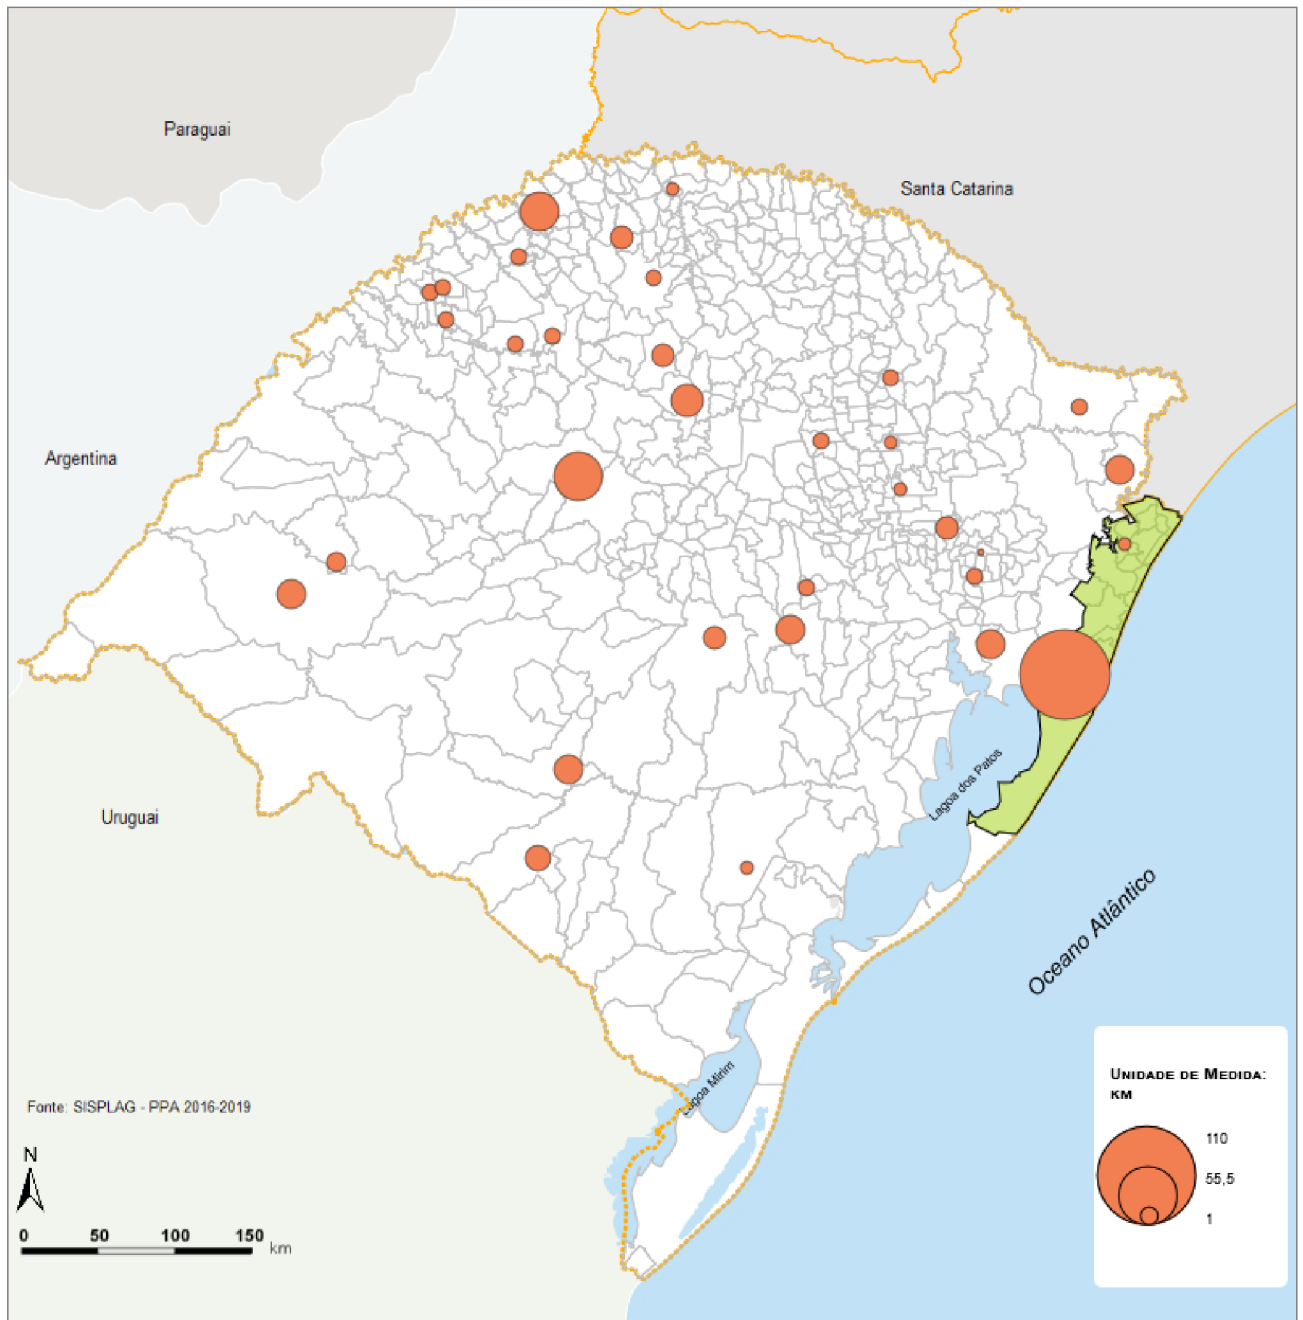 Paraguai
Santa Catarina
Argentina
Uruguai
Lagoa dos Patos
Oceano Atlântico
Lagoa Mirim
Fonte: SISPLAG - PPA 2016-2019
N
0 50 100 150
km
UNIDADE DE MEDIDA:
KM
110
55,5
1